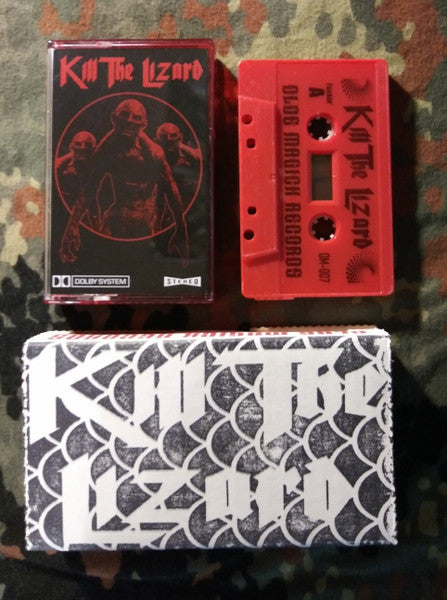 Kill The Lizard
DOLBY SYSTEM
STEREO
A
Kill The Lizard
OLDE MAGICK RECORDS
OM-007
Kill The
Lizard